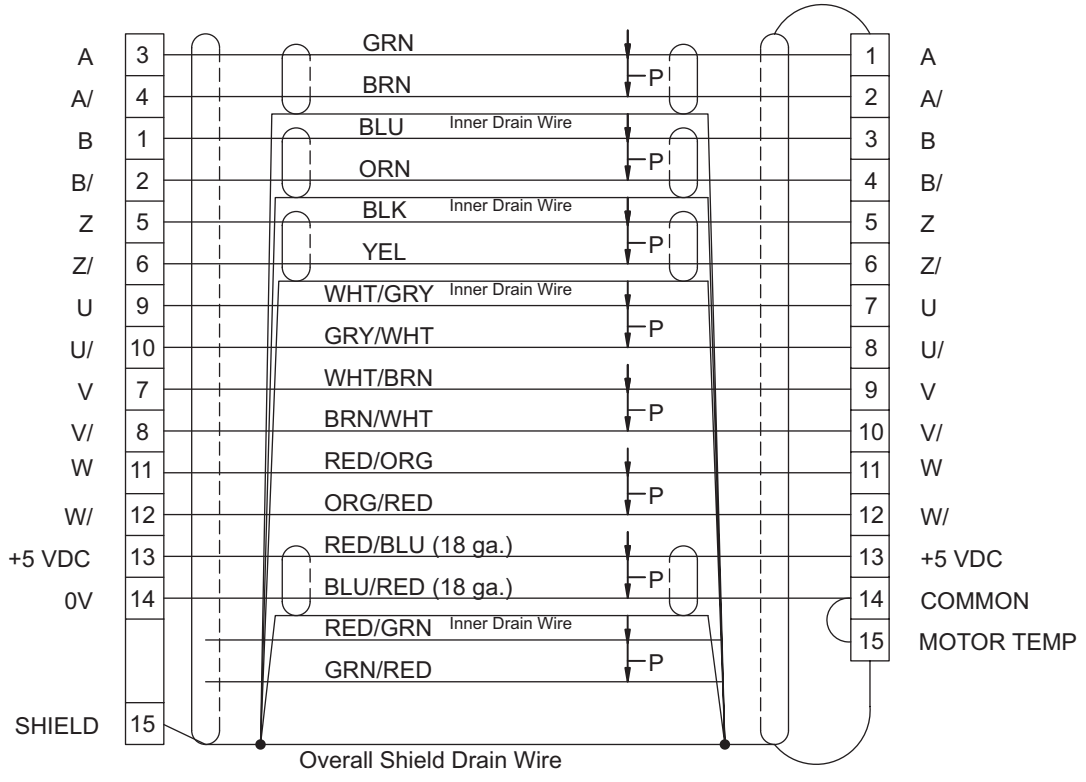 A 3 GRN 1 A
P
A/ 4 BRN 2 A/
Inner Drain Wire
B 1 BLU 3 B
P
B/ 2 ORN 4 B/
Inner Drain Wire
Z 5 BLK 5 Z
P
Z/ 6 YEL 6 Z/
Inner Drain Wire
U 9 WHT/GRY 7 U
P
U/ 10 GRY/WHT 8 U/
V 7 WHT/BRN 9 V
P
V/ 8 BRN/WHT 10 V/
W 11 RED/ORG 11 W
P
W/ 12 ORG/RED 12 W/
+5 VDC 13 RED/BLU (18 ga.) 13 +5 VDC
P
0V 14 BLU/RED (18 ga.) 14 COMMON
Inner Drain Wire
RED/GRN 15 MOTOR TEMP
P
GRN/RED
SHIELD 15
Overall Shield Drain Wire